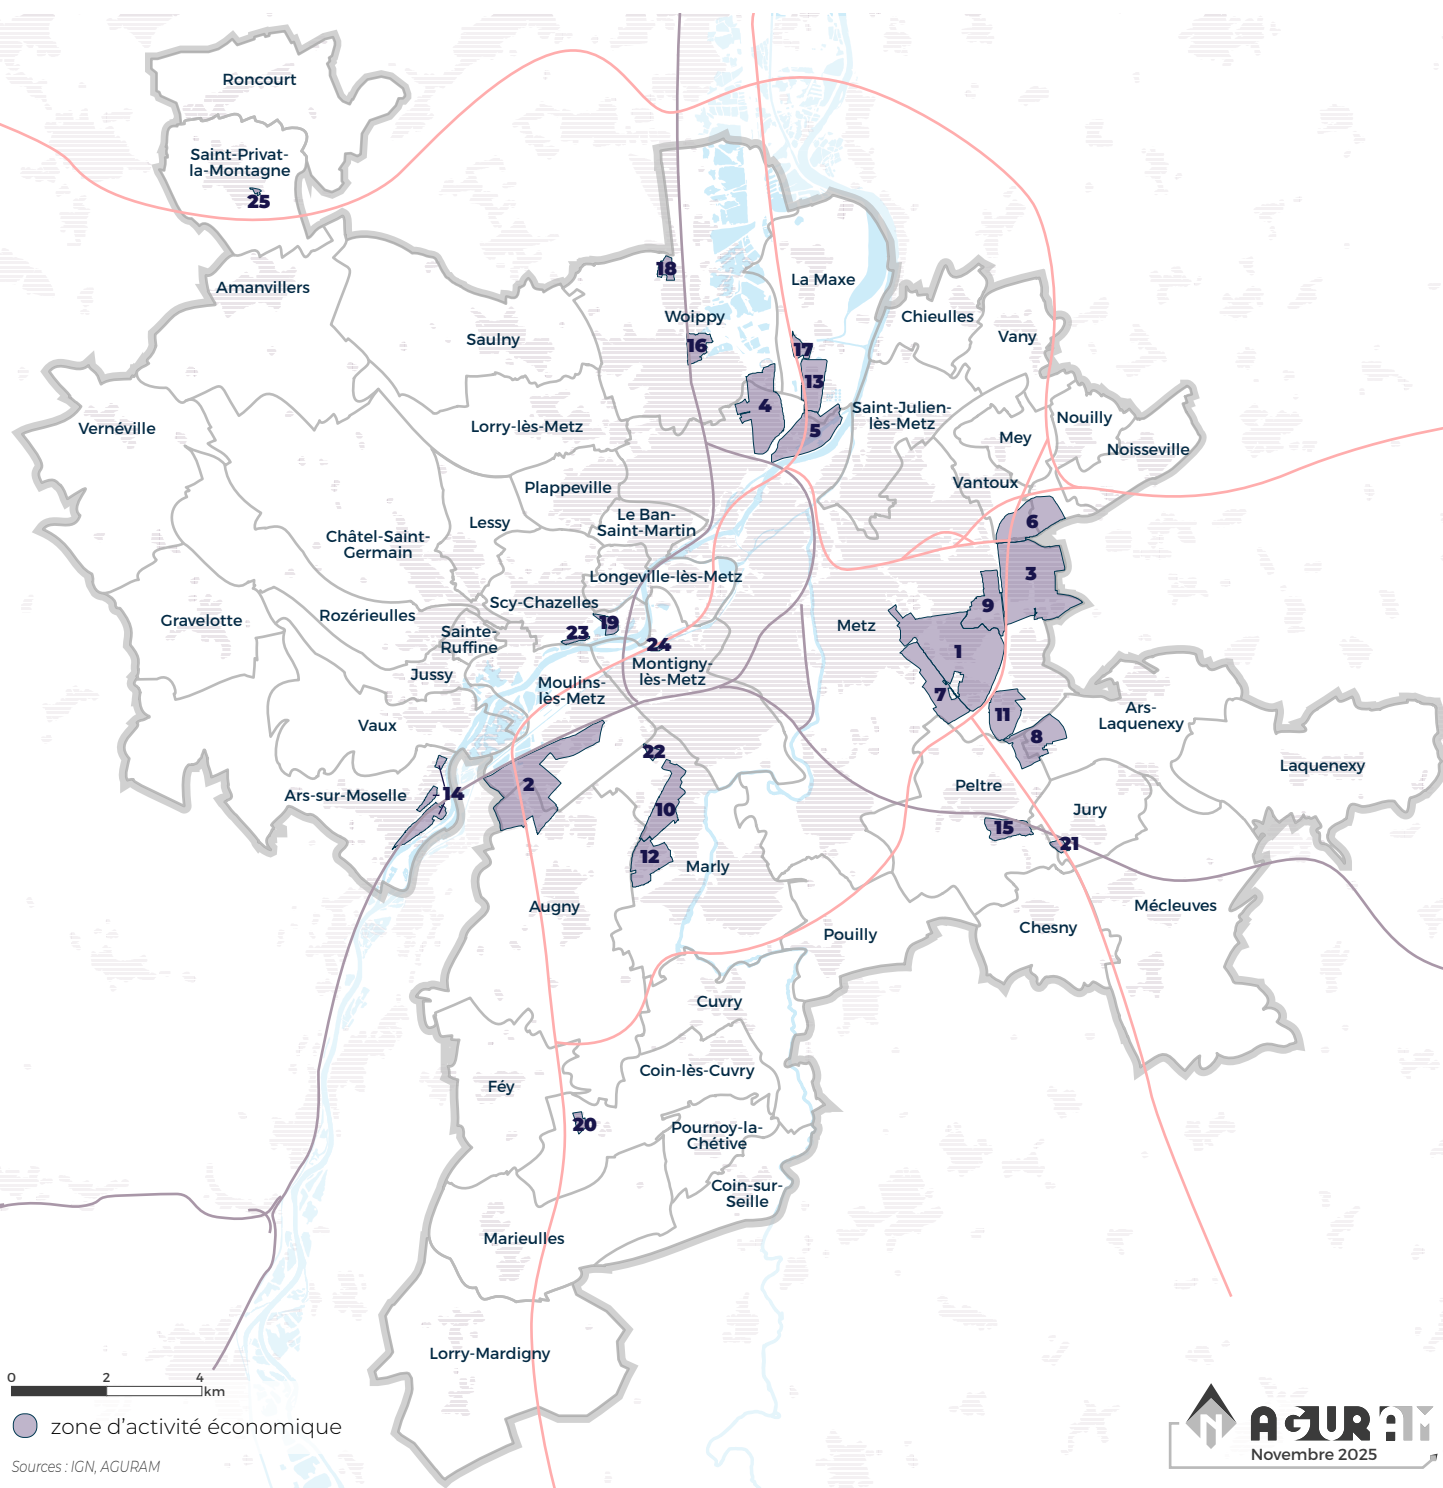 Roncourt
Saint-Privat-
la-Montagne
25
Amanvillers
18
La Maxe
Woippy
Chieulles
Saulny
Vany
16
17
13
4
Saint-Julien-
lès-Metz
Nouilly
Vernéville
Lorry-lès-Metz
5
Mey
Noisseville
Plappeville
Vantoux
Lessy
Le Ban-
Saint-Martin
6
Châtel-Saint-
Germain
Longeville-lès-Metz
3
Scy-Chazelles
9
Gravelotte
Rozérieulles
19
Metz
Sainte-
Ruffine
23
24
1
Jussy
Montigny-
lès-Metz
Moulins-
lès-Metz
7
Vaux
11
Ars-
Laquenexy
8
22
Laquenexy
Ars-sur-Moselle
14
2
Peltre
10
Jury
15
21
12
Marly
Augny
Mécleuves
Pouilly
Chesny
Cuvry
Coin-lès-Cuvry
Féy
20
Pournoy-la-
Chétive
Coin-sur-
Seille
Marieulles
Lorry-Mardigny
0 2 4
km
zone d’activité économique
Sources : IGN, AGURAM
N
AGURAM
Novembre 2025